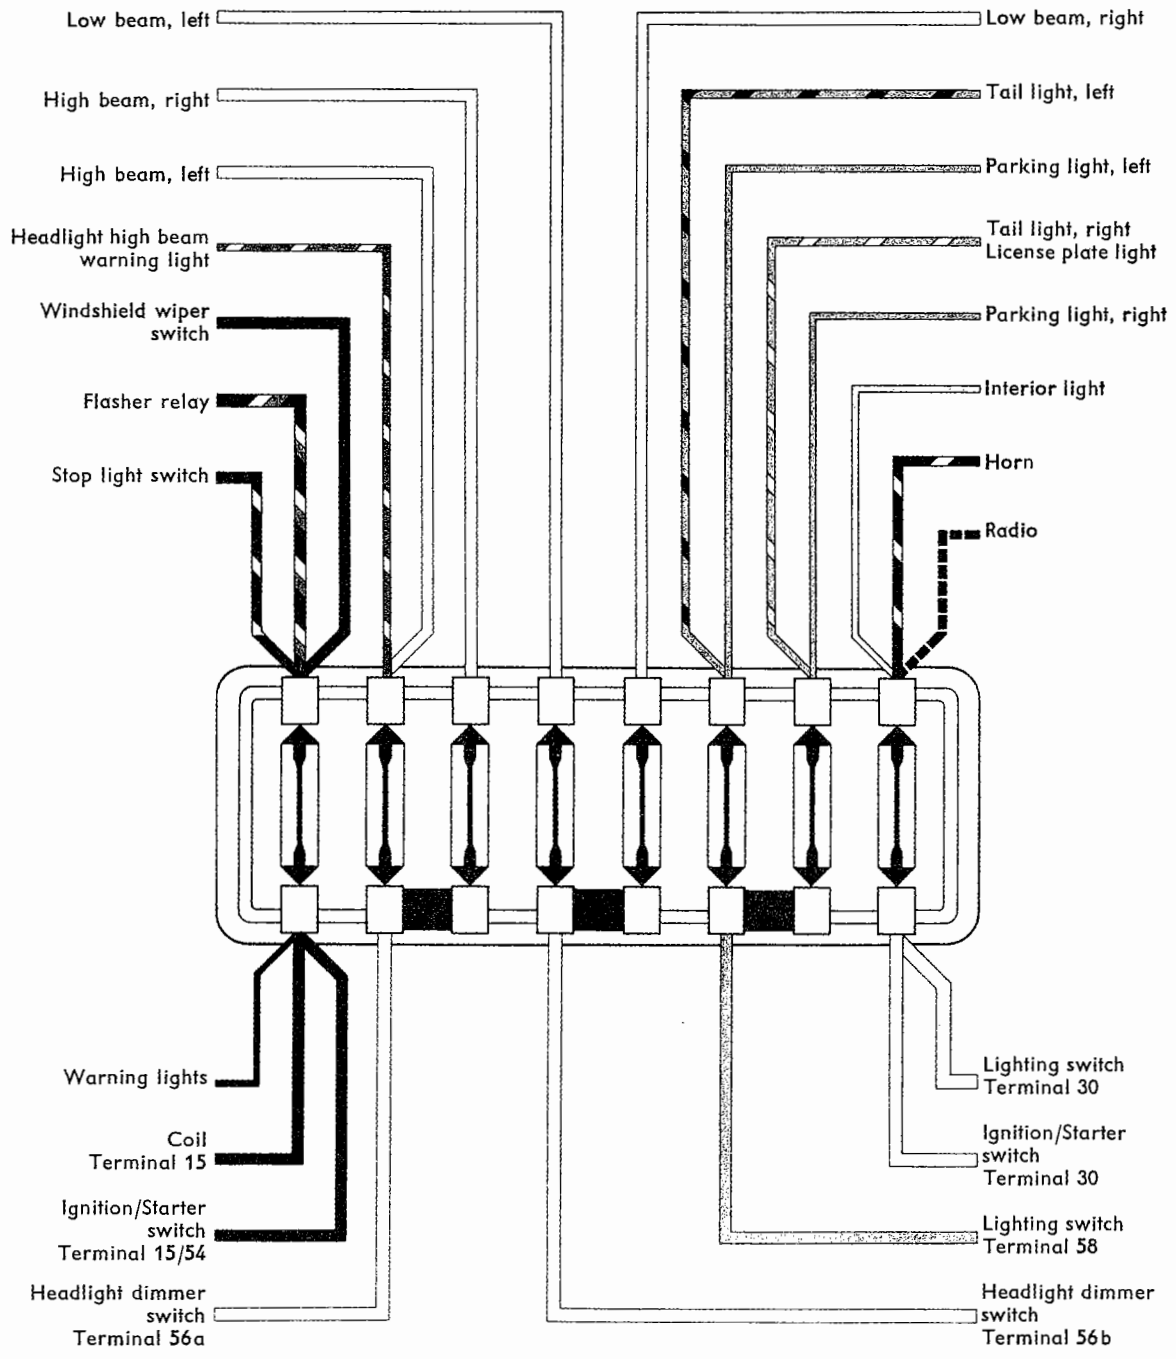 Low beam, left
High beam, right
High beam, left
Headlight high beam
warning light
Windshield wiper
switch
Flasher relay
Stop light switch
Low beam, right
Tail light, left
Parking light, left
Tail light, right
License plate light
Parking light, right
Interior light
Horn
Radio
Warning lights
Coil
Terminal 15
Ignition/Starter
switch
Terminal 15/54
Headlight dimmer
switch
Terminal 56a
Lighting switch
Terminal 30
Ignition/Starter
switch
Terminal 30
Lighting switch
Terminal 58
Headlight dimmer
switch
Terminal 56b